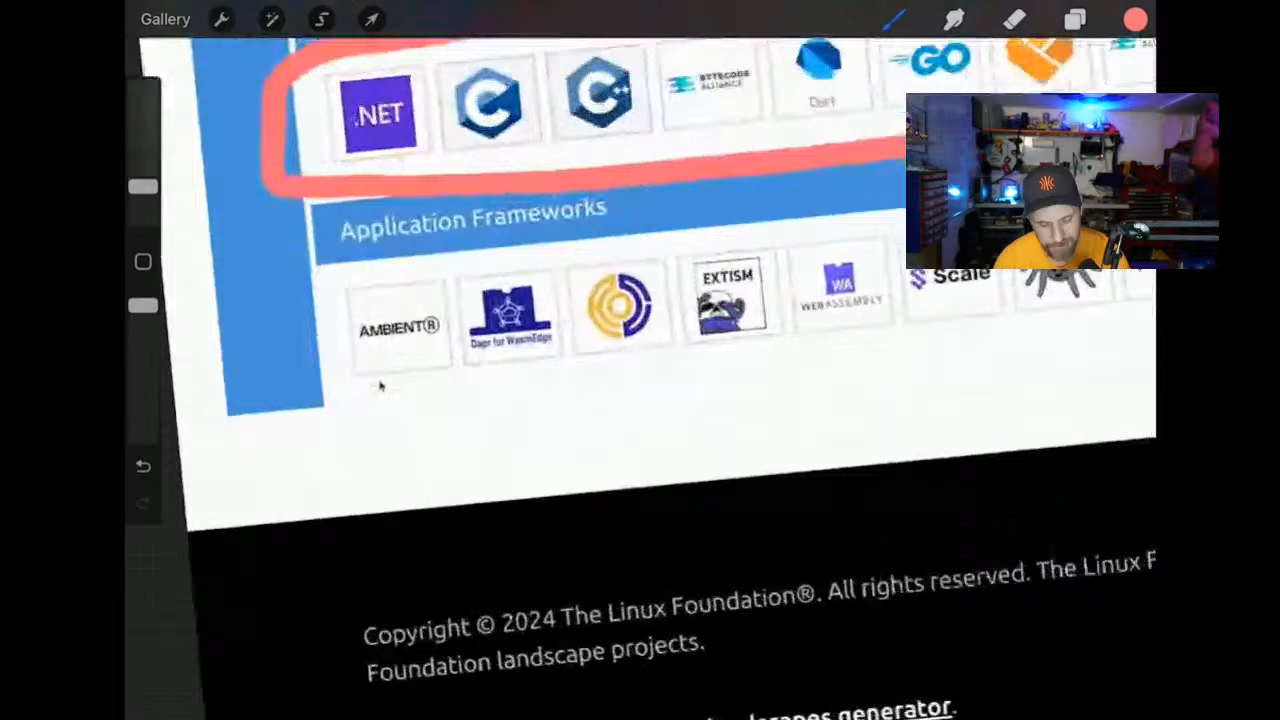 Gallery
.NET
C
C++
BYTECODE
ALLIANCE
Dart
GO
Application Frameworks
AMBIENT®
Dapr for WasmEdge
EXTISM
WA
WEBASSEMBLY
Scale
Copyright © 2024 The Linux Foundation®. All rights reserved. The Linux F
Foundation landscape projects.
generator.